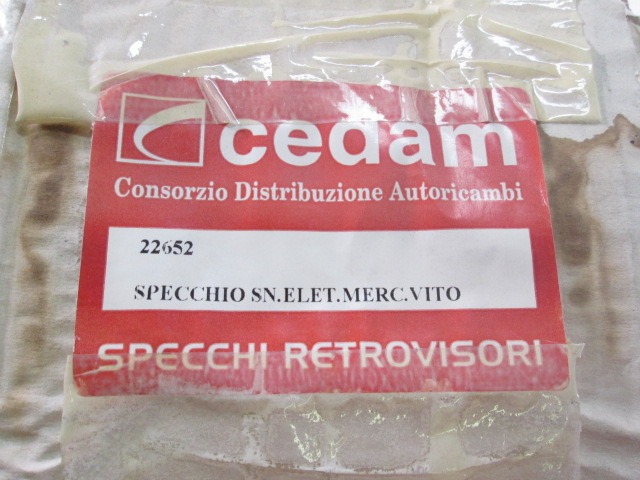 cedam
Consorzio Distribuzione Autoricambi
22652
SPECCHIO SN.ELET.MERC.VITO
SPECCHI RETROVISORI